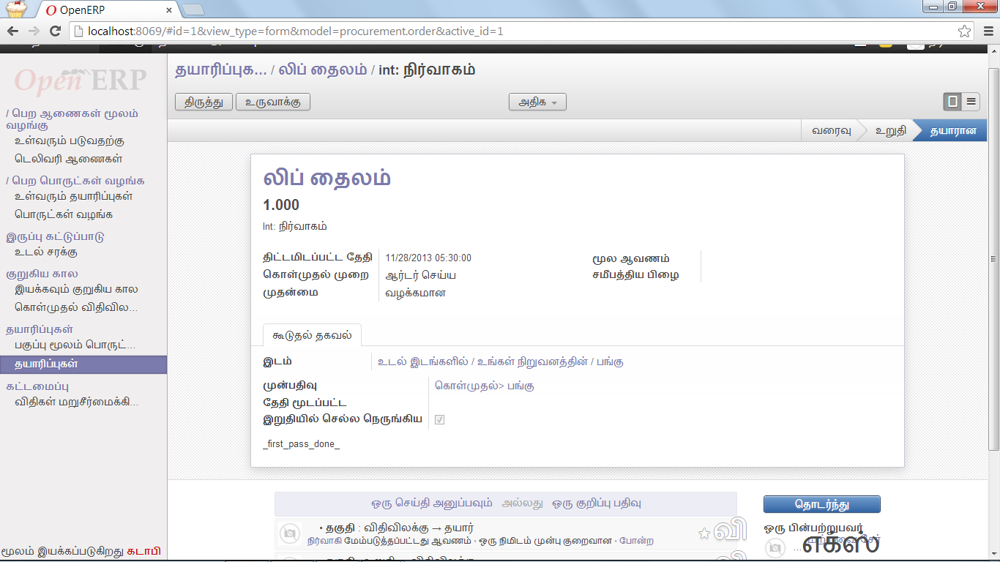 OpenERP
localhost:8069/#id=1&view_type=form&model=procurement.order&active_id=1
Open ERP
தயாரிப்புக... / லிப் தைலம் / int: நிர்வாகம்
திருத்து உருவாக்கு அதிக
வரைவு உறுதி தயாரான
/ பெற ஆணைகள் மூலம்
வழங்கு
உள்வரும் படுவதற்கு
டெலிவரி ஆணைகள்
/ பெற பொருட்கள் வழங்க
உள்வரும் தயாரிப்புகள்
பொருட்கள் வழங்க
இருப்பு கட்டுப்பாடு
உடல் சரக்கு
குறுகிய கால
இயக்கவும் குறுகிய கால
கொள்முதல் விதிவில...
தயாரிப்புகள்
பகுப்பு மூலம் பொருட்...
தயாரிப்புகள்
கட்டமைப்பு
விதிகள் மறுசீர்மைக்கி...
மூலம் இயக்கப்படுகிறது கடாபி
லிப் தைலம்
1.000
Int: நிர்வாகம்
திட்டமிடப்பட்ட தேதி 11/28/2013 05:30:00
கொள்முதல் முறை ஆர்டர் செய்ய
முதன்மை வழக்கமான
மூல ஆவணம்
சமீபத்திய பிழை
கூடுதல் தகவல்
இடம் உடல் இடங்களில் / உங்கள் நிறுவனத்தின் / பங்கு
முன்பதிவு கொள்முதல்> பங்கு
தேதி மூடப்பட்ட
இறுதியில் செல்ல நெருங்கிய
_first_pass_done_
ஒரு செய்தி அனுப்பவும் அல்லது ஒரு குறிப்பு பதிவு
• தகுதி : விதிவிலக்கு → தயார்
நிர்வாகி மேம்படுத்தப்பட்டது ஆவணம் • ஒரு நிமிடம் முன்பு குறைவான • போன்ற
வி
தொடர்ந்து
ஒரு பின்பற்றுபவர்
எக்ஸ்